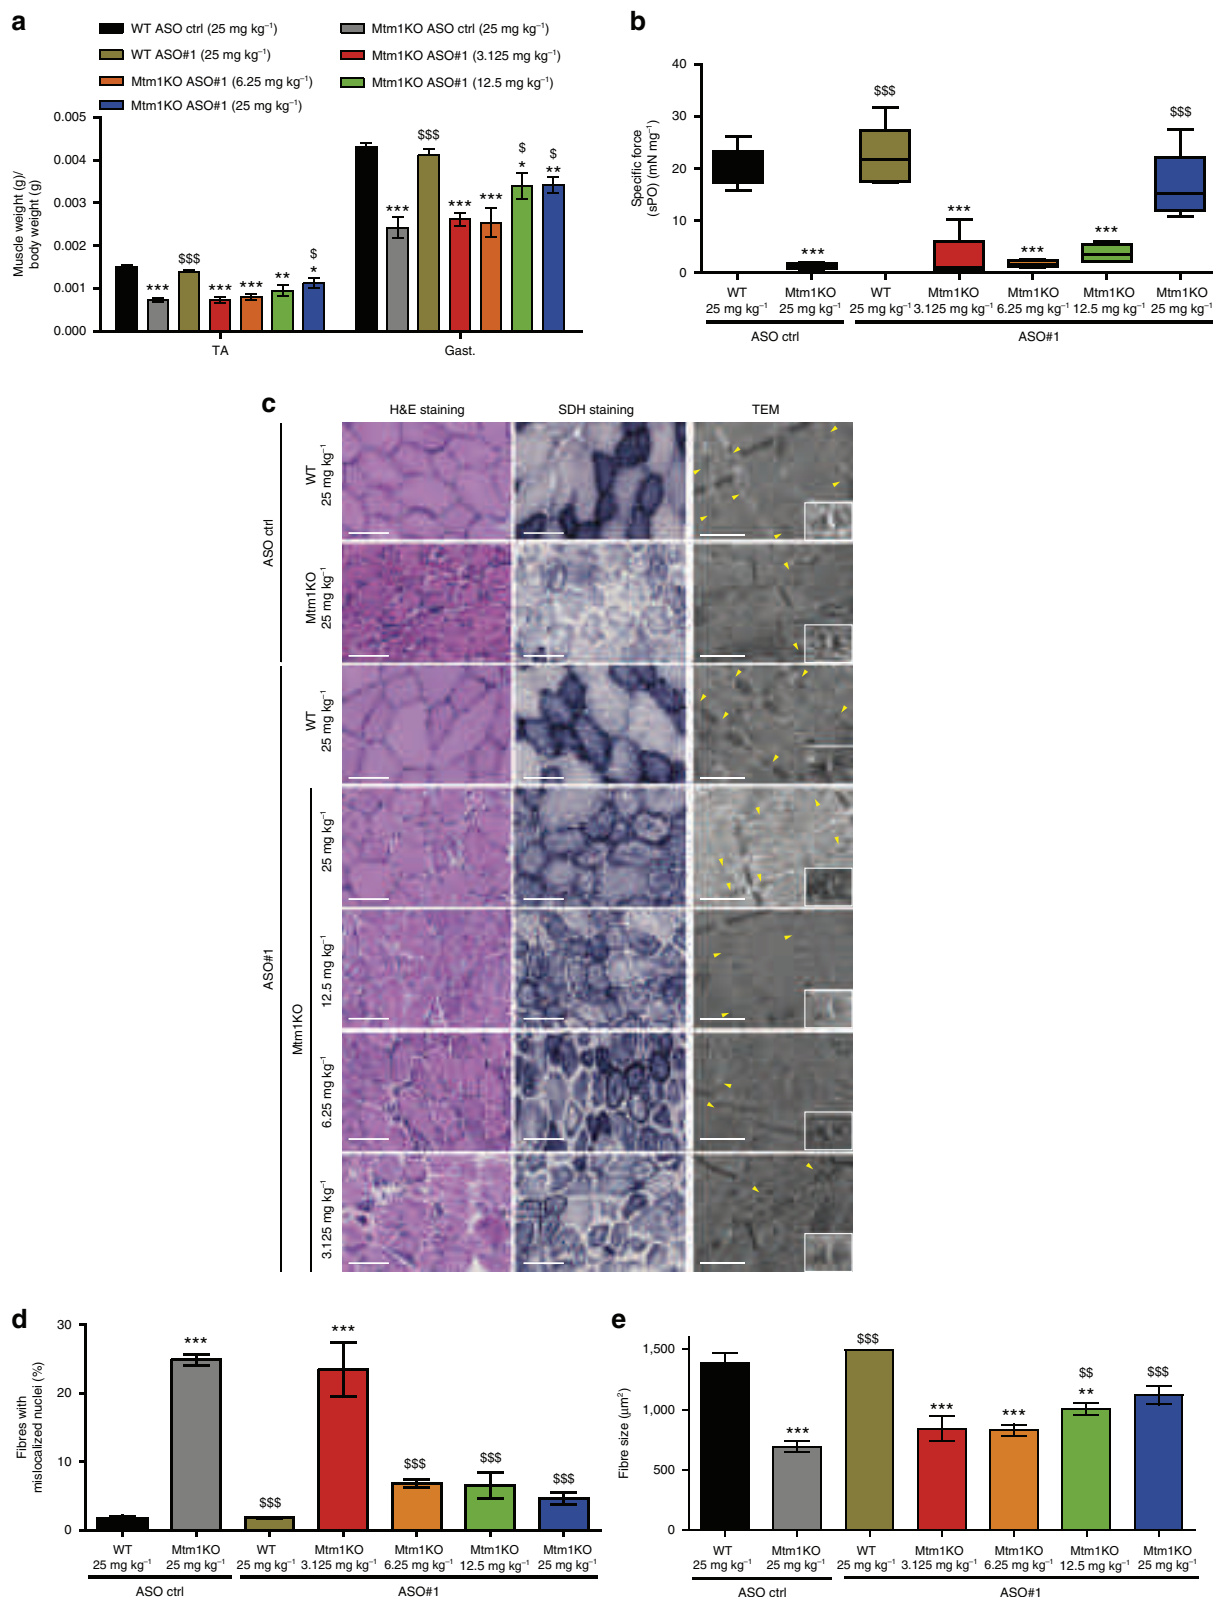 a
WT ASO ctrl (25 mg kg⁻¹)
Mtm1KO ASO ctrl (25 mg kg⁻¹)
WT ASO#1 (25 mg kg⁻¹)
Mtm1KO ASO#1 (3.125 mg kg⁻¹)
Mtm1KO ASO#1 (6.25 mg kg⁻¹)
Mtm1KO ASO#1 (12.5 mg kg⁻¹)
Mtm1KO ASO#1 (25 mg kg⁻¹)
Muscle weight (g)/
body weight (g)
0.005
0.004
0.003
0.002
0.001
0.000
*** $$$ *** *** ** $ *
*** $$$ *** *** $ * $ **
TA
Gast.
b
Specific force
(sPO) (mN mg⁻¹)
40
30
20
10
0
*** $$$ *** *** *** $$$
WT Mtm1KO WT Mtm1KO Mtm1KO Mtm1KO Mtm1KO
25 mg kg⁻¹ 25 mg kg⁻¹ 25 mg kg⁻¹ 3.125 mg kg⁻¹ 6.25 mg kg⁻¹ 12.5 mg kg⁻¹ 25 mg kg⁻¹
ASO ctrl
ASO#1
c
H&E staining
SDH staining
TEM
ASO ctrl
WT
25 mg kg⁻¹
Mtm1KO
25 mg kg⁻¹
ASO#1
WT
25 mg kg⁻¹
Mtm1KO
25 mg kg⁻¹
12.5 mg kg⁻¹
6.25 mg kg⁻¹
3.125 mg kg⁻¹
d
Fibres with
mislocalized nuclei (%)
30
20
10
0
*** $$$ *** $$$ $$$ $$$
WT Mtm1KO WT Mtm1KO Mtm1KO Mtm1KO Mtm1KO
25 mg kg⁻¹ 25 mg kg⁻¹ 25 mg kg⁻¹ 3.125 mg kg⁻¹ 6.25 mg kg⁻¹ 12.5 mg kg⁻¹ 25 mg kg⁻¹
ASO ctrl
ASO#1
e
Fibre size (μm²)
1,500
1,000
500
0
*** $$$ *** *** $$ ** $$$
WT Mtm1KO WT Mtm1KO Mtm1KO Mtm1KO Mtm1KO
25 mg kg⁻¹ 25 mg kg⁻¹ 25 mg kg⁻¹ 3.125 mg kg⁻¹ 6.25 mg kg⁻¹ 12.5 mg kg⁻¹ 25 mg kg⁻¹
ASO ctrl
ASO#1